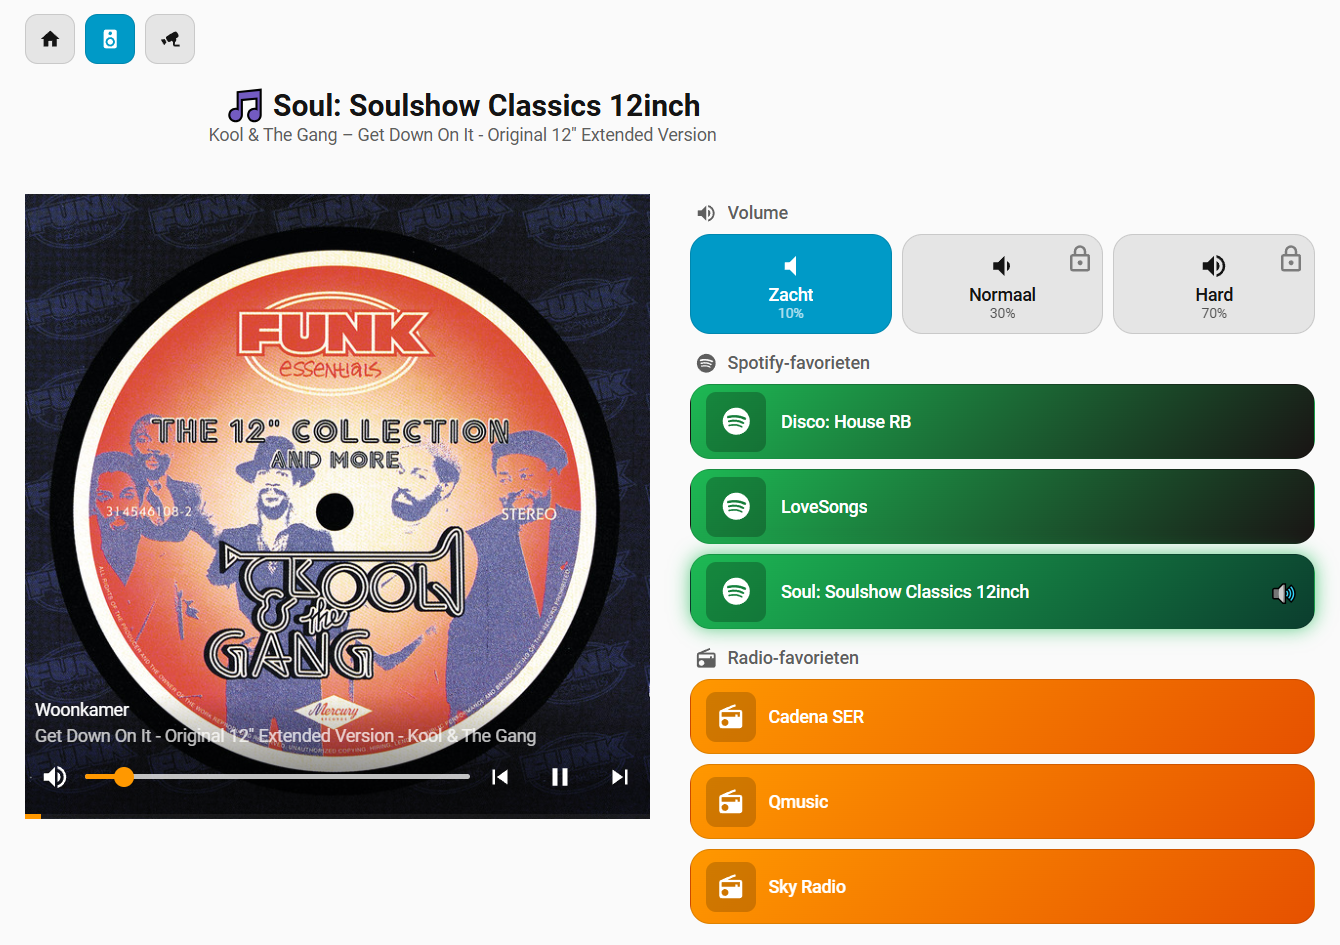 Soul: Soulshow Classics 12inch
Kool & The Gang – Get Down On It - Original 12" Extended Version
FUNK
essentials
THE 12" COLLECTION
AND MORE
314546108-2
STEREO
KOOL
& the
GANG
Mercury
Woonkamer
Get Down On It - Original 12" Extended Version - Kool & The Gang
Volume
Zacht
10%
Normaal
30%
Hard
70%
Spotify-favorieten
Disco: House RB
LoveSongs
Soul: Soulshow Classics 12inch
Radio-favorieten
Cadena SER
Qmusic
Sky Radio